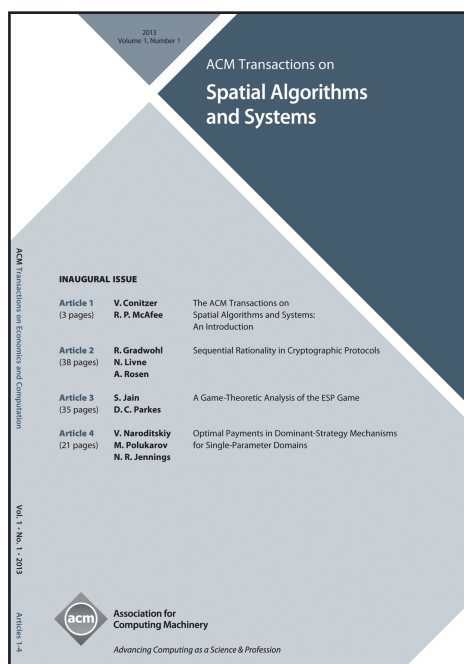 2013
Volume 1, Number 1
ACM Transactions on
Spatial Algorithms
and Systems
ACM Transactions on Economics and Computation
Vol. 1 • No. 1 • 2013
Articles 1-4
INAUGURAL ISSUE
Article 1
(3 pages)
V. Conitzer
R. P. McAfee
The ACM Transactions on
Spatial Algorithms and Systems:
An Introduction
Article 2
(38 pages)
R. Gradwohl
N. Livne
A. Rosen
Sequential Rationality in Cryptographic Protocols
Article 3
(35 pages)
S. Jain
D. C. Parkes
A Game-Theoretic Analysis of the ESP Game
Article 4
(21 pages)
V. Naroditskiy
M. Polukarov
N. R. Jennings
Optimal Payments in Dominant-Strategy Mechanisms
for Single-Parameter Domains
acm
Association for
Computing Machinery
Advancing Computing as a Science & Profession